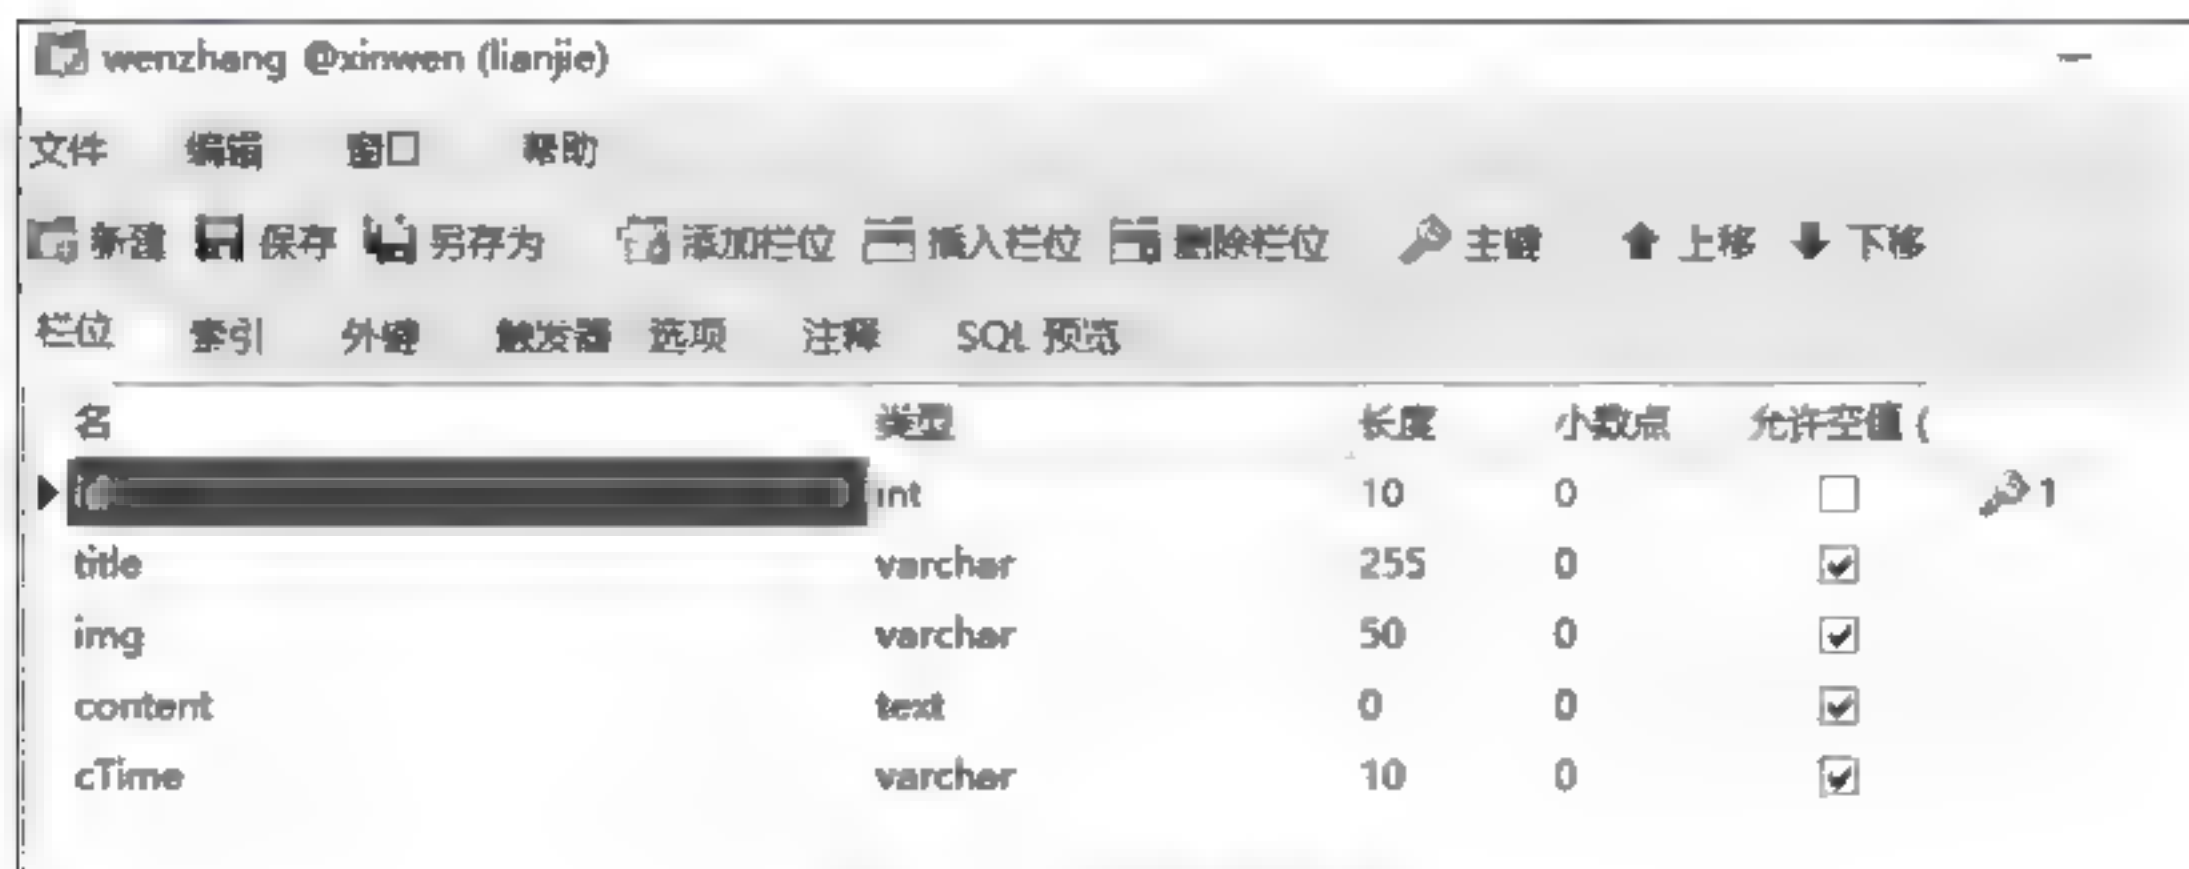 wenzhang @xinwen (lianjie)
文件 编辑 窗口 帮助
新建 保存 另存为 添加栏位 插入栏位 删除栏位 主键 上移 下移
栏位 索引 外键 触发器 选项 注释 SQL 预览
名 类型 长度 小数点 允许空值 (
int 10 0 1
title varchar 255 0
img varchar 50 0
content text 0 0
cTime varchar 10 0